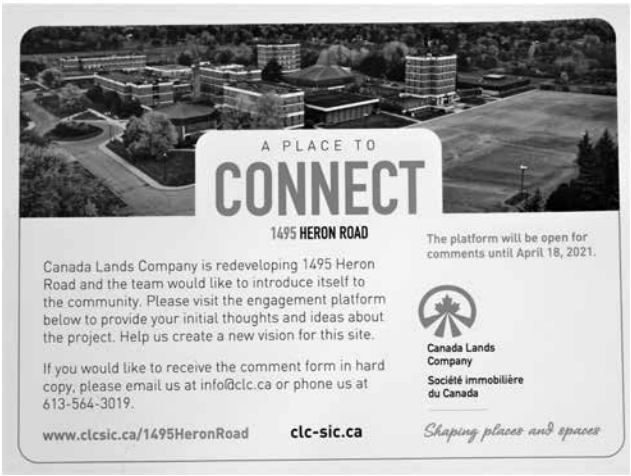 A PLACE TO
CONNECT
1495 HERON ROAD
Canada Lands Company is redeveloping 1495 Heron
Road and the team would like to introduce itself to
the community. Please visit the engagement platform
below to provide your initial thoughts and ideas about
the project. Help us create a new vision for this site.
If you would like to receive the comment form in hard
copy, please email us at info@clc.ca or phone us at
613-564-3019.
www.clcsic.ca/1495HeronRoad
clc-sic.ca
The platform will be open for
comments until April 18, 2021.
Canada Lands
Company
Société immobilière
du Canada
Shaping places and spaces